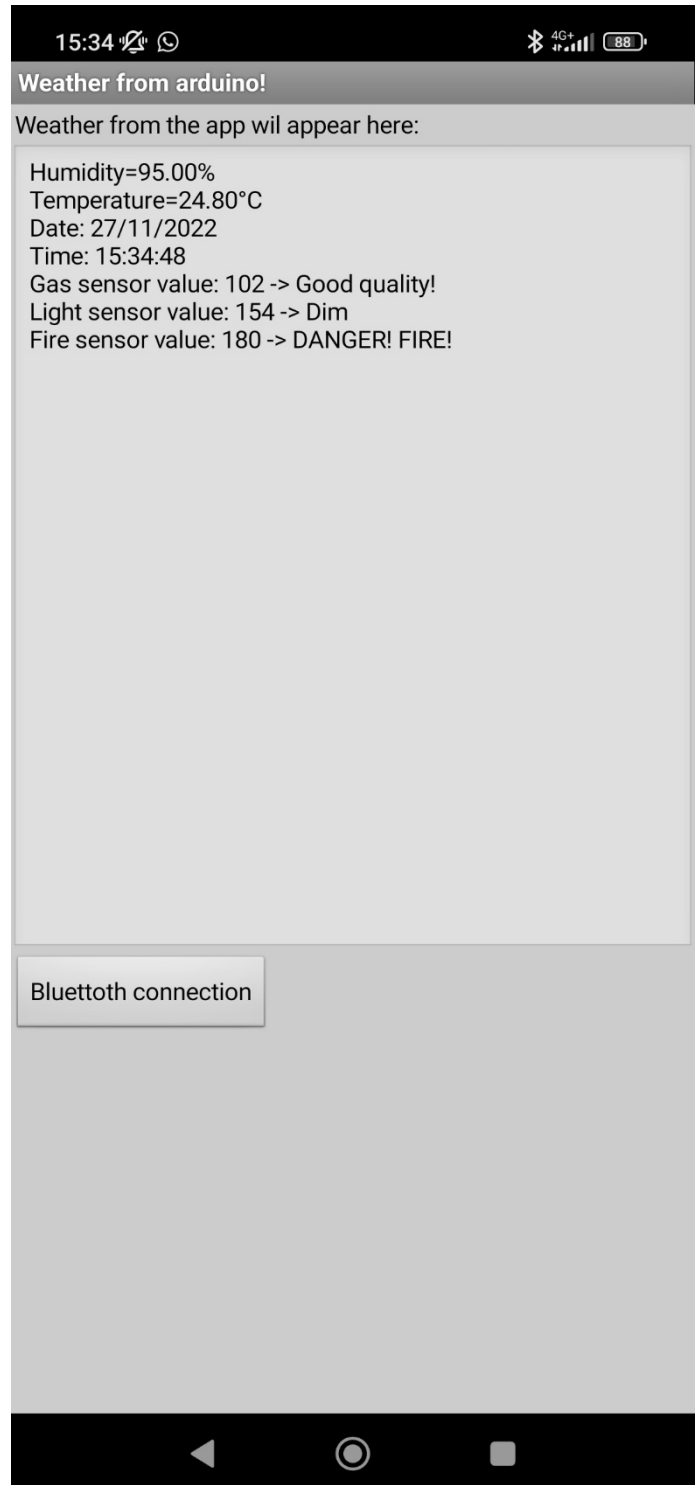 15:34
4G+
88
Weather from arduino!
Weather from the app wil appear here:
Humidity=95.00%
Temperature=24.80°C
Date: 27/11/2022
Time: 15:34:48
Gas sensor value: 102 -> Good quality!
Light sensor value: 154 -> Dim
Fire sensor value: 180 -> DANGER! FIRE!
Bluettoth connection